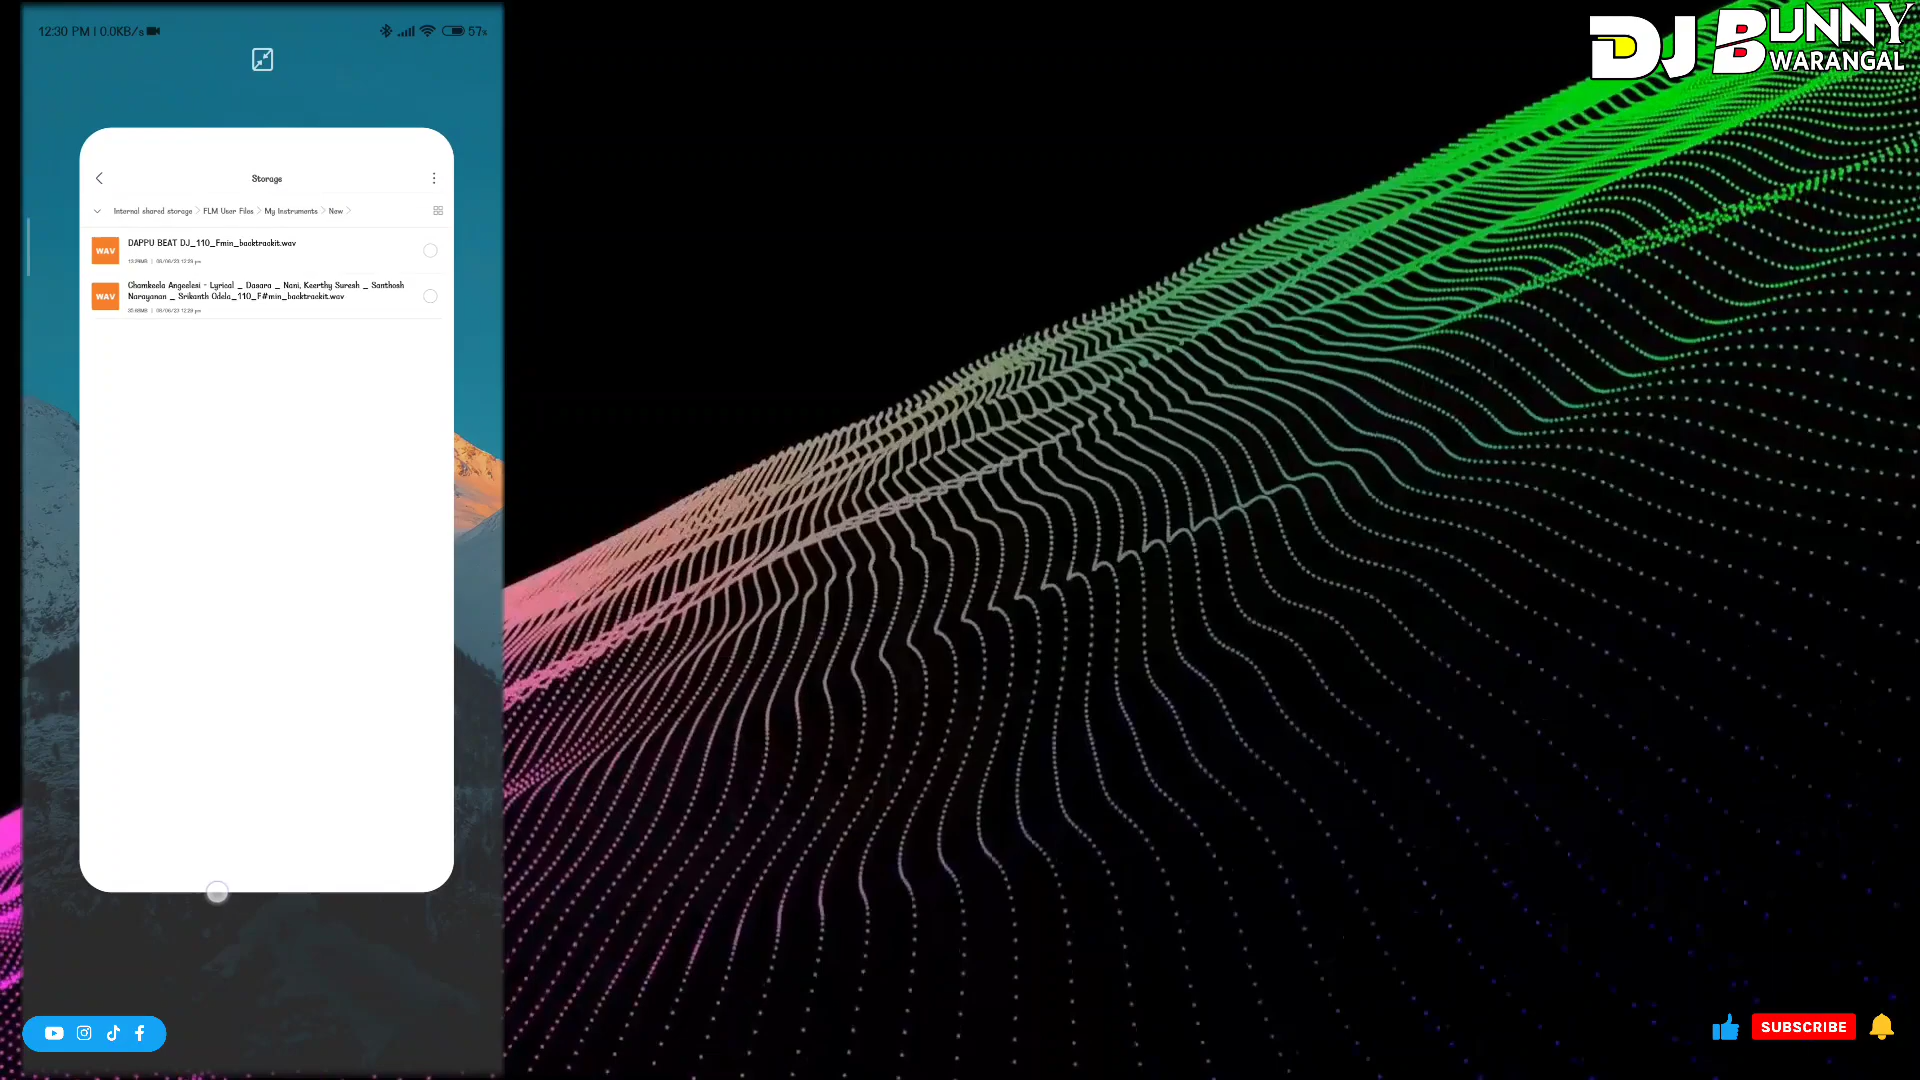 12:30 PM | 0.0KB/s
57%
DJ BUNNY
WARANGAL
Storage
Internal shared storage > FLM User Files > My Instruments > New >
WAV
DAPPU BEAT DJ_110_Fmin_backtrackit.wav
WAV
Chamkeela Angeelesi - Lyrical _ Dasara _ Nani, Keerthy Suresh _ Santhosh
Narayanan _ Srikanth Odela_110_F#min_backtrackit.wav
SUBSCRIBE